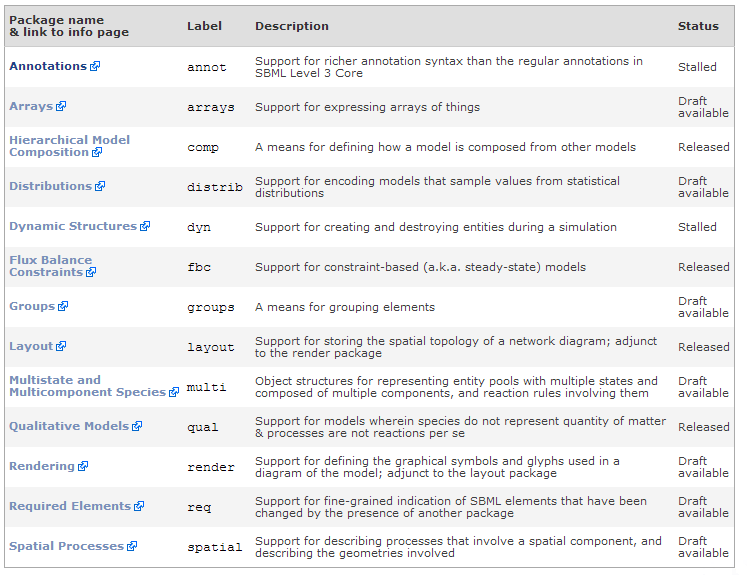 Package name
& link to info page
Label
Description
Status
Annotations
annot
Support for richer annotation syntax than the regular annotations in
SBML Level 3 Core
Stalled
Arrays
arrays
Support for expressing arrays of things
Draft
available
Hierarchical Model
Composition
comp
A means for defining how a model is composed from other models
Released
Distributions
distrib
Support for encoding models that sample values from statistical
distributions
Draft
available
Dynamic Structures
dyn
Support for creating and destroying entities during a simulation
Stalled
Flux Balance
Constraints
fbc
Support for constraint-based (a.k.a. steady-state) models
Released
Groups
groups
A means for grouping elements
Draft
available
Layout
layout
Support for storing the spatial topology of a network diagram; adjunct
to the render package
Released
Multistate and
Multicomponent Species
multi
Object structures for representing entity pools with multiple states and
composed of multiple components, and reaction rules involving them
Draft
available
Qualitative Models
qual
Support for models wherein species do not represent quantity of matter
& processes are not reactions per se
Released
Rendering
render
Support for defining the graphical symbols and glyphs used in a
diagram of the model; adjunct to the layout package
Draft
available
Required Elements
req
Support for fine-grained indication of SBML elements that have been
changed by the presence of another package
Draft
available
Spatial Processes
spatial
Support for describing processes that involve a spatial component, and
describing the geometries involved
Draft
available